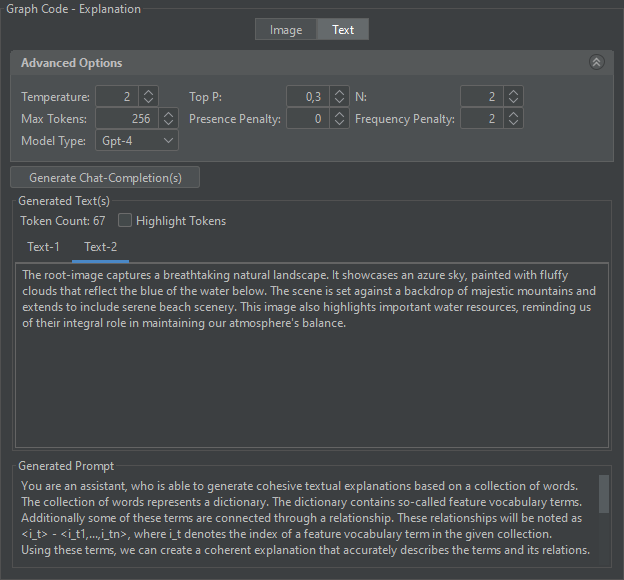 Graph Code - Explanation
Image Text
Advanced Options
Temperature: 2 Top P: 0,3 N: 2
Max Tokens: 256 Presence Penalty: 0 Frequency Penalty: 2
Model Type: Gpt-4
Generate Chat-Completion(s)
Generated Text(s)
Token Count: 67 Highlight Tokens
Text-1 Text-2
The root-image captures a breathtaking natural landscape. It showcases an azure sky, painted with fluffy
clouds that reflect the blue of the water below. The scene is set against a backdrop of majestic mountains and
extends to include serene beach scenery. This image also highlights important water resources, reminding us
of their integral role in maintaining our atmosphere's balance.
Generated Prompt
You are an assistant, who is able to generate cohesive textual explanations based on a collection of words.
The collection of words represents a dictionary. The dictionary contains so-called feature vocabulary terms.
Additionally some of these terms are connected through a relationship. These relationships will be noted as
<i_t> - <i_t1,...,i_tn>, where i_t denotes the index of a feature vocabulary term in the given collection.
Using these terms, we can create a coherent explanation that accurately describes the terms and its relations.